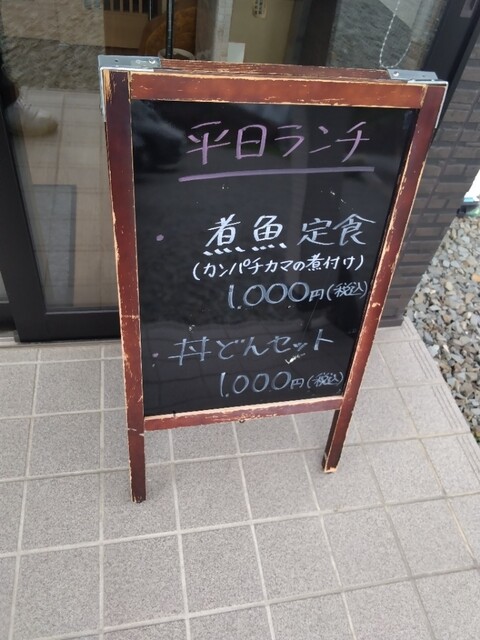 平日ランチ
・煮魚定食
(カンパチカマの煮付け)
1.000円(税込)
・丼どんセット
1.000円(税込)